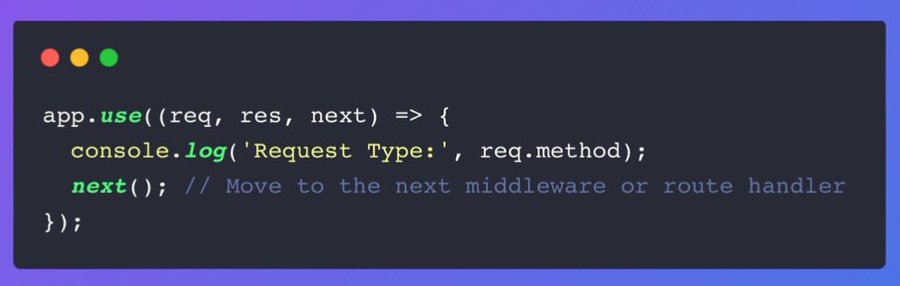 app.use((req, res, next) => {
  console.log('Request Type:', req.method);
  next(); // Move to the next middleware or route handler
});